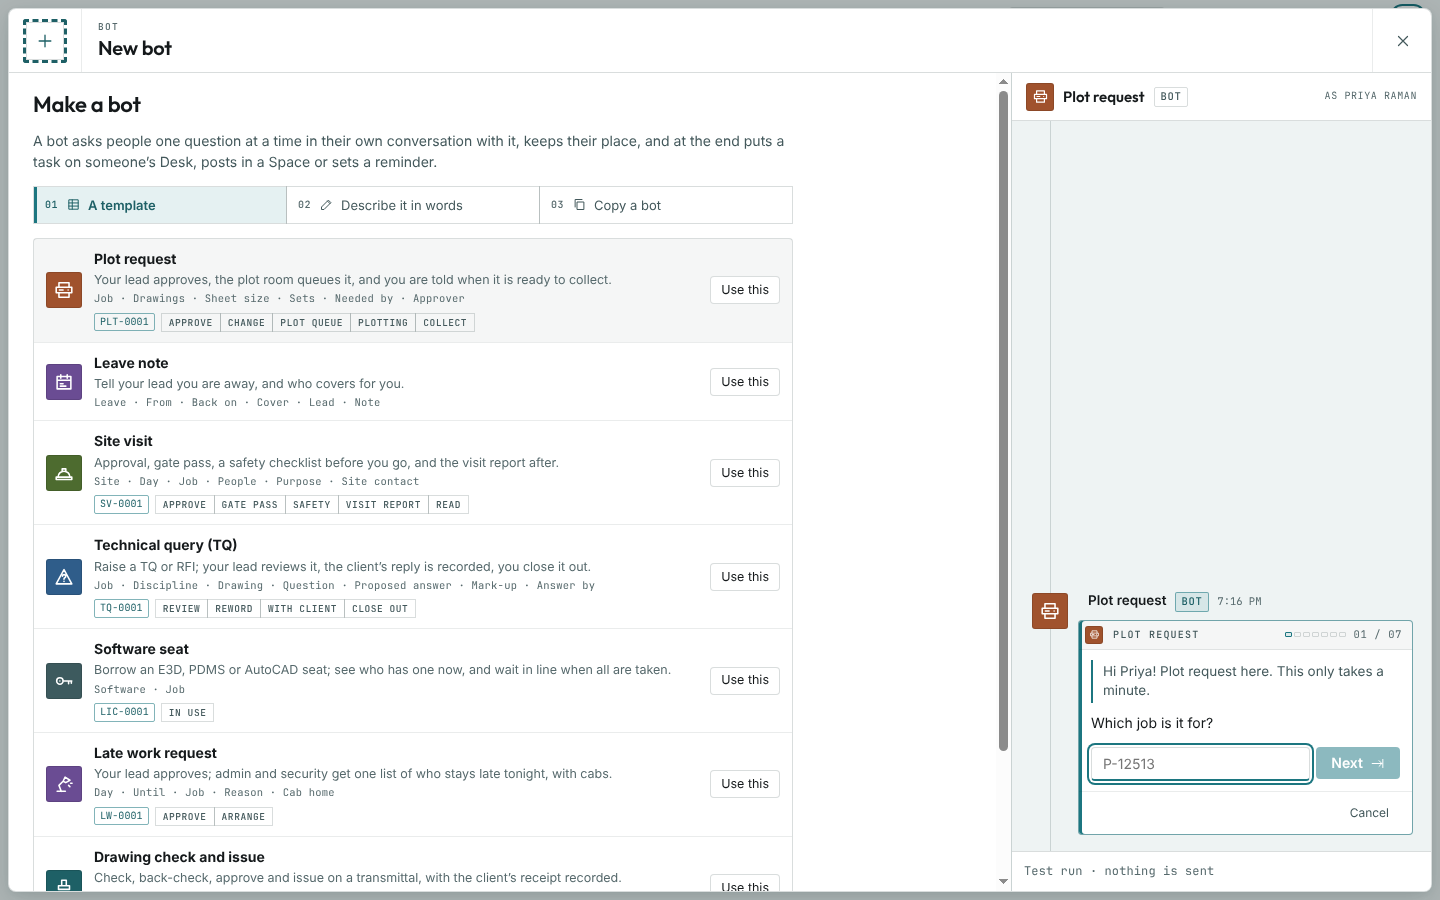 BOT
New bot
Make a bot
A bot asks people one question at a time in their own conversation with it, keeps their place, and at the end puts a
task on someone's Desk, posts in a Space or sets a reminder.
01 A template
02 Describe it in words
03 Copy a bot
Plot request
Your lead approves, the plot room queues it, and you are told when it is ready to collect.
Job · Drawings · Sheet size · Sets · Needed by · Approver
PLT-0001 APPROVE CHANGE PLOT QUEUE PLOTTING COLLECT
Use this
Leave note
Tell your lead you are away, and who covers for you.
Leave · From · Back on · Cover · Lead · Note
Use this
Site visit
Approval, gate pass, a safety checklist before you go, and the visit report after.
Site · Day · Job · People · Purpose · Site contact
SV-0001 APPROVE GATE PASS SAFETY VISIT REPORT READ
Use this
Technical query (TQ)
Raise a TQ or RFI; your lead reviews it, the client's reply is recorded, you close it out.
Job · Discipline · Drawing · Question · Proposed answer · Mark-up · Answer by
TQ-0001 REVIEW REWORD WITH CLIENT CLOSE OUT
Use this
Software seat
Borrow an E3D, PDMS or AutoCAD seat; see who has one now, and wait in line when all are taken.
Software · Job
LIC-0001 IN USE
Use this
Late work request
Your lead approves; admin and security get one list of who stays late tonight, with cabs.
Day · Until · Job · Reason · Cab home
LW-0001 APPROVE ARRANGE
Use this
Drawing check and issue
Check, back-check, approve and issue on a transmittal, with the client's receipt recorded.
Use this
Plot request BOT AS PRIYA RAMAN
Plot request BOT 7:16 PM
PLOT REQUEST 01 / 07
Hi Priya! Plot request here. This only takes a
minute.
Which job is it for?
P-12513 Next
Cancel
Test run · nothing is sent